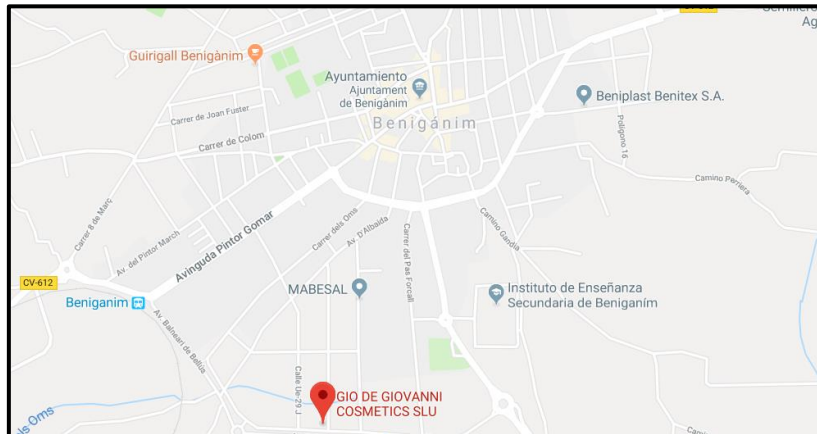 Guirigall Benigànim
Ayuntamiento
Ajuntament
de Benigànim
Benigánim
Beniplast Benitex S.A.
Carrer de Joan Fuster
Carrer de Colom
Polígono 16
Camino Perriera
Carrer 8 de Març
Av. del Pintor March
Avinguda Pintor Gomar
Carrer dels Oms
Av. D'Albaida
Carrer del Pas Forcall
Camino Gandia
CV-612
Beniganim
MABESAL
Instituto de Enseñanza
Secundaria de Beniganím
Av. Balneari de Bellús
Calle Ue-29 J
GIO DE GIOVANNI
COSMETICS SLU
is Oms